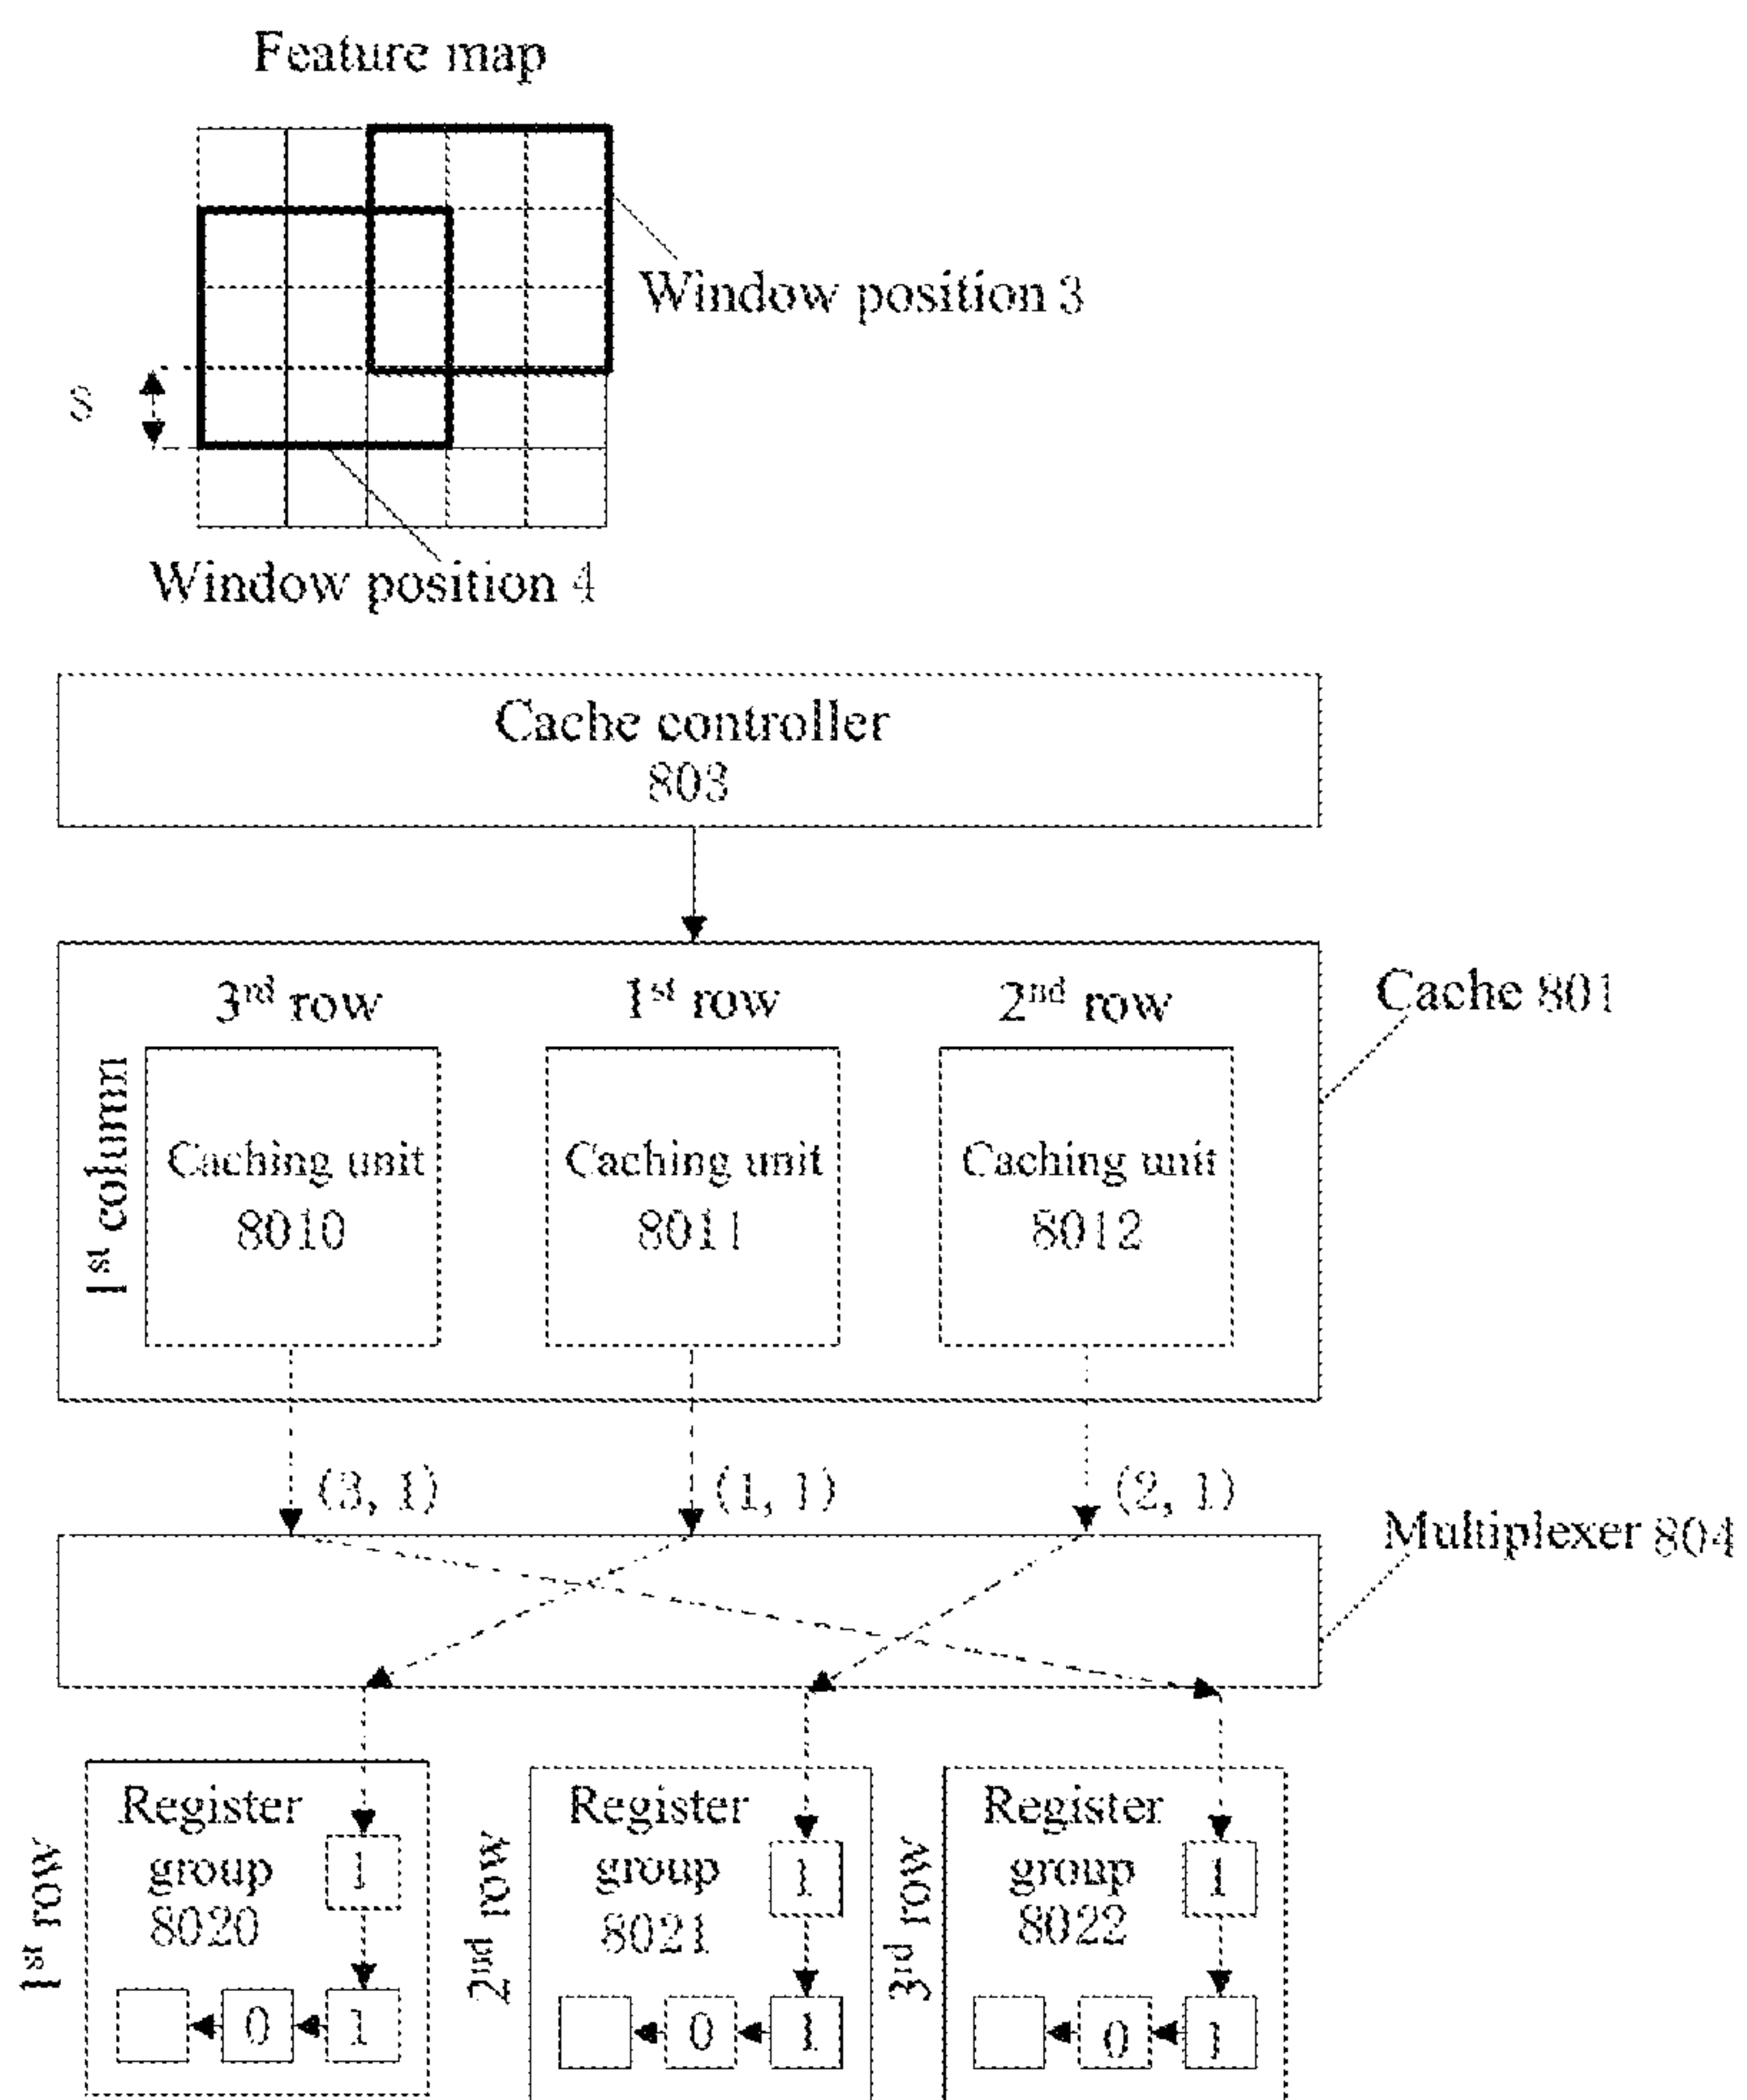 Feature map
Window position 3
s
Window position 4
Cache controller
803
Cache 801
3rd row
1st row
2nd row
1st column
Caching unit
8010
Caching unit
8011
Caching unit
8012
(3, 1)
(1, 1)
(2, 1)
Multiplexer 804
1st row
Register
group
8020
1
0
1
2nd row
Register
group
8021
1
0
1
3rd row
Register
group
8022
1
0
1